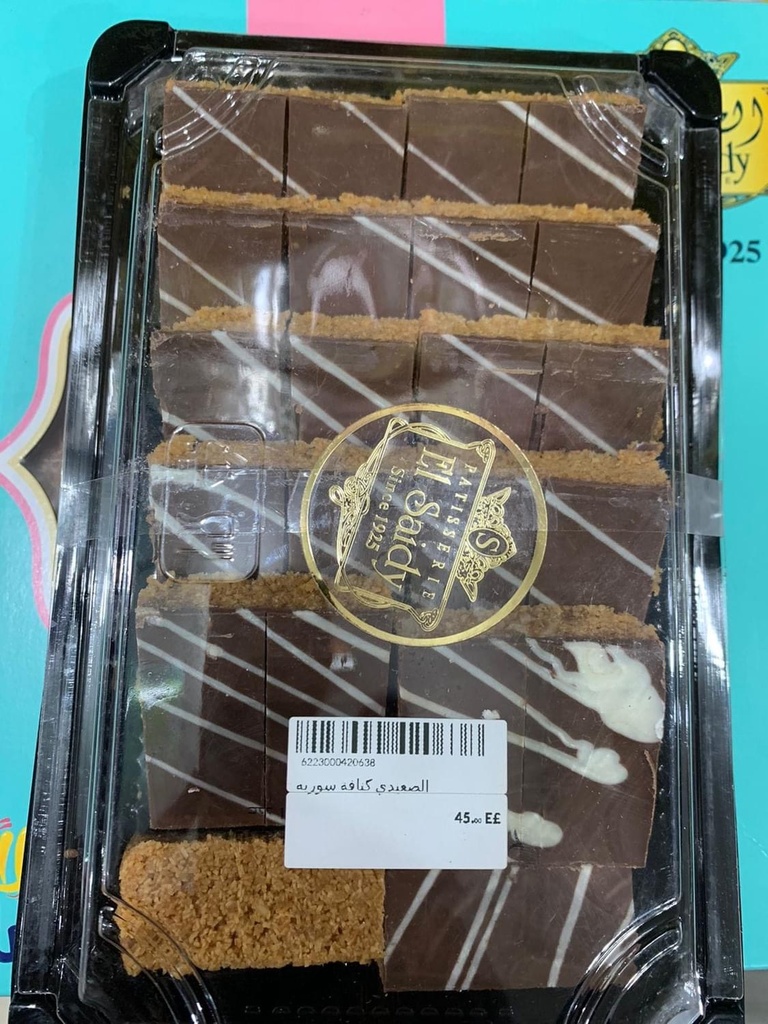 PATISSERIE
S
El Saidy
Since 1925
6223000420638
الصعيدي كنافة سوريه
45.00 E£